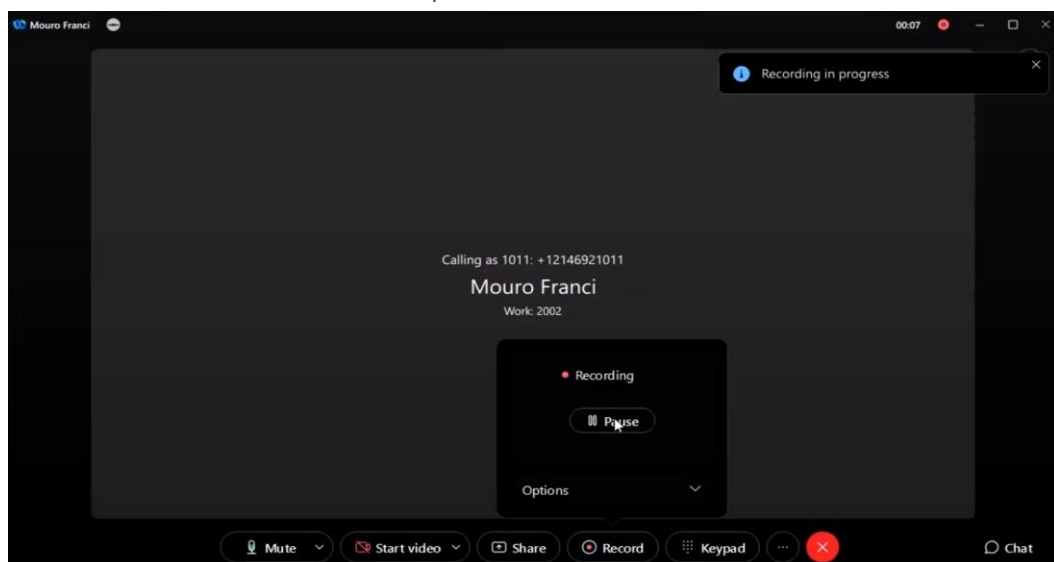 Mouro Franci
00:07
Recording in progress
Calling as 1011: +12146921011
Mouro Franci
Work: 2002
Recording
Pause
Options
Mute
Start video
Share
Record
Keypad
Chat